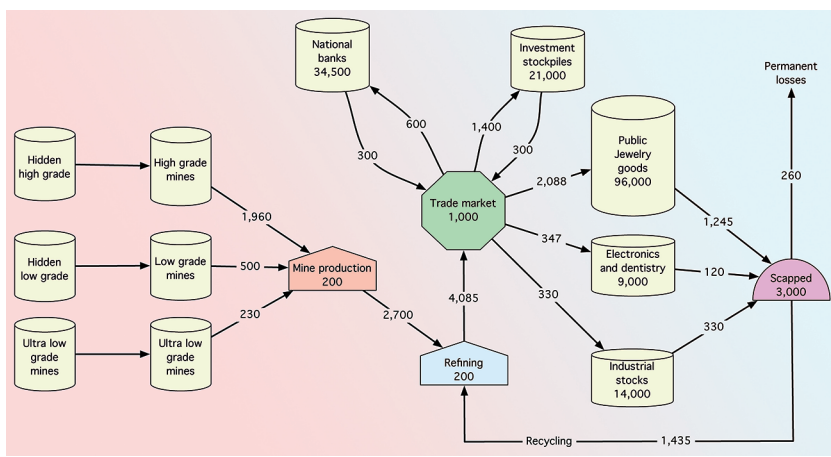 National
banks
34,500
Investment
stockpiles
21,000
Permanent
losses
600
1,400
300
300
Hidden
high grade
High grade
mines
1,960
Trade market
1,000
2,088
Public
Jewelry
goods
96,000
260
1,245
347
Hidden
low grade
Low grade
mines
500
Mine production
200
Electronics
and dentistry
9,000
120
Scapped
3,000
230
2,700
4,085
330
330
Ultra low
grade
mines
Ultra low
grade
mines
Refining
200
Industrial
stocks
14,000
Recycling
1,435